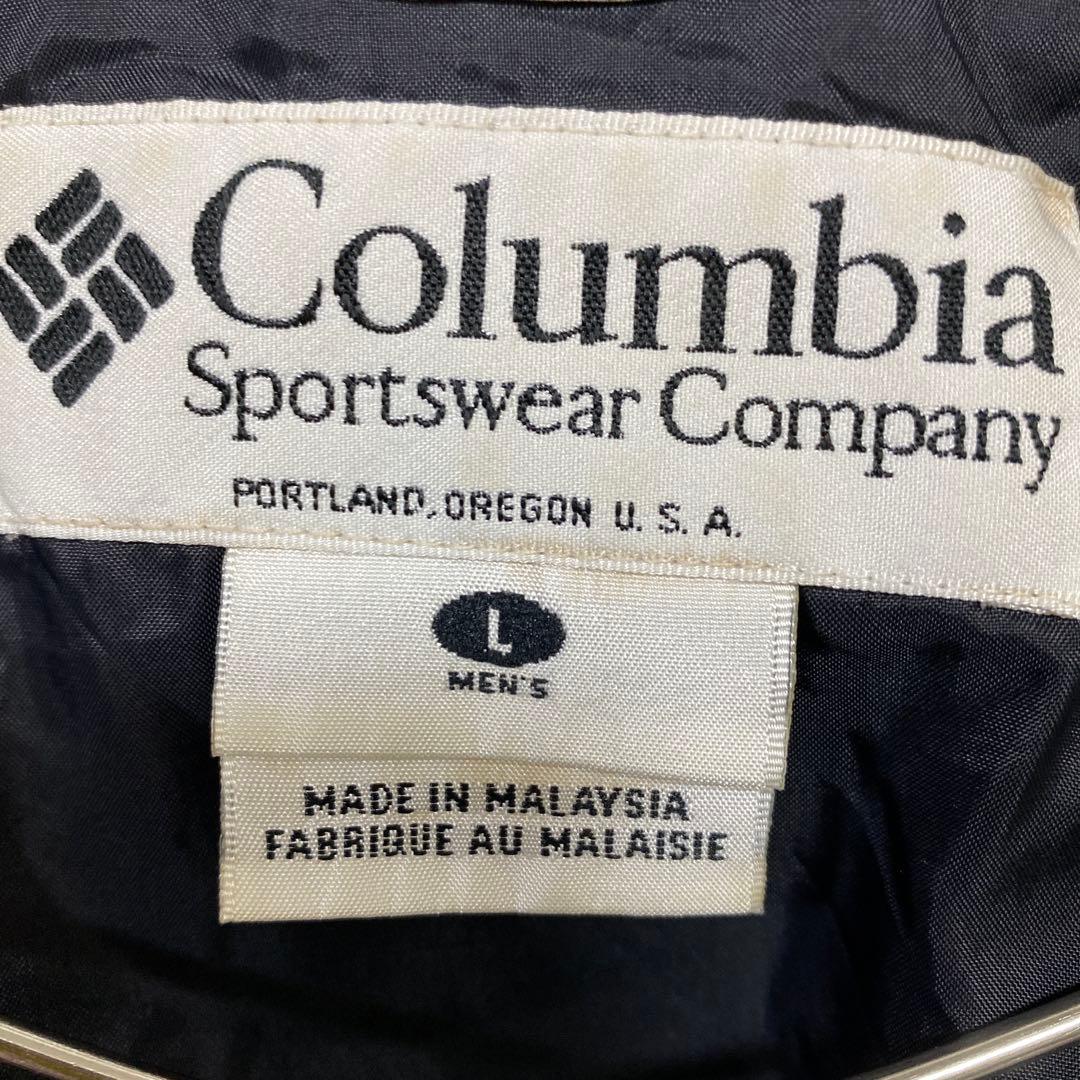 Columbia
Sportswear Company
PORTLAND, OREGON U. S. A.
L
MEN'S
MADE IN MALAYSIA
FABRIQUE AU MALAISIE